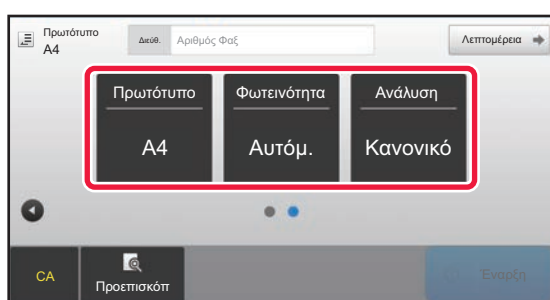 Πρωτότυπο
A4
Διεύθ. Αριθμός Φαξ
Λεπτομέρεια
Πρωτότυπο Φωτεινότητα Ανάλυση
A4 Αυτόμ. Κανονικό
CA
Προεπισκόπ
Έναρξη